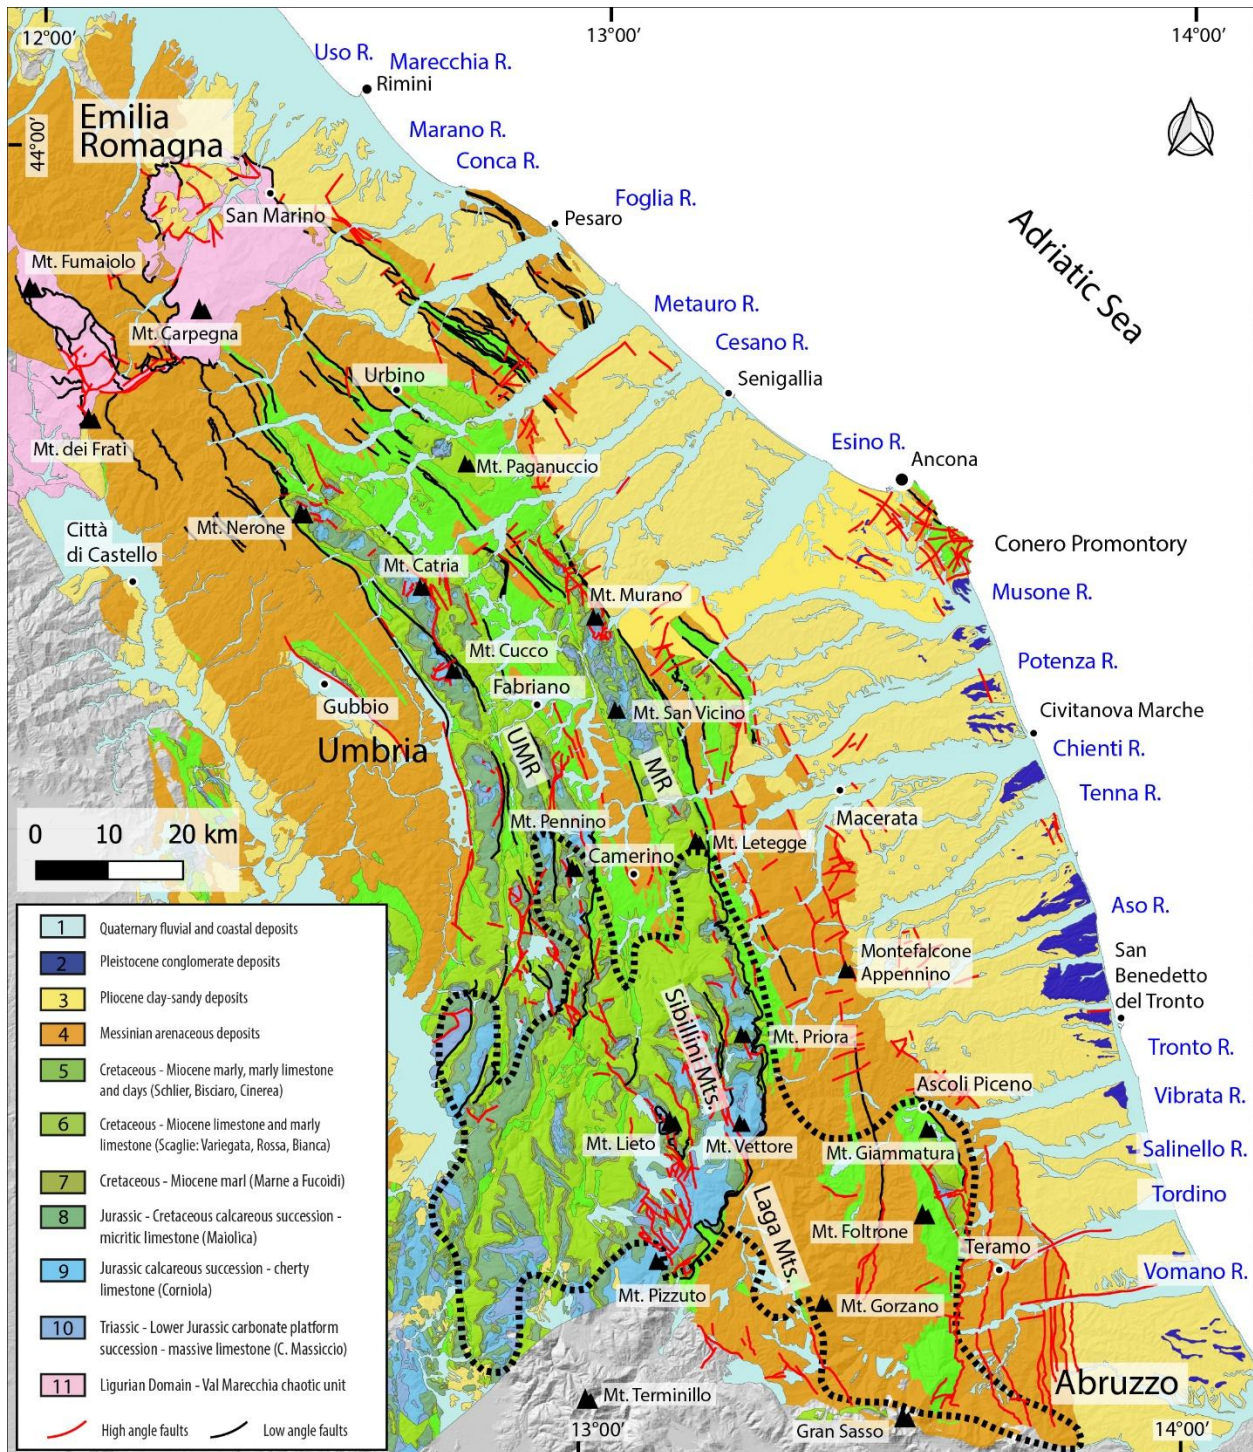 12°00'
13°00'
14°00'
44°00'
Uso R.
Marecchia R.
Rimini
Emilia
Romagna
Marano R.
Conca R.
Foglia R.
San Marino
Pesaro
Adriatic Sea
Mt. Fumaiolo
Mt. Carpegna
Metauro R.
Cesano R.
Urbino
Senigallia
Mt. dei Frati
Esino R.
Ancona
Mt. Paganuccio
Mt. Nerone
Città
di Castello
Conero Promontory
Mt. Catria
Musone R.
Mt. Murano
Mt. Cucco
Potenza R.
Fabriano
Gubbio
Mt. San Vicino
Civitanova Marche
Umbria
UMR
MR
Chienti R.
Tenna R.
0 10 20 km
Macerata
Mt. Pennino
Mt. Letegge
Camerino
Aso R.
Montefalcone
Appennino
San
Benedetto
del Tronto
Sibilini Mts.
Mt. Priora
Tronto R.
Ascoli Piceno
Vibrata R.
Mt. Lieto
Mt. Vettore
Mt. Giammatura
Salinello R.
Tordino
Laga Mts.
Mt. Foltrone
Teramo
Vomano R.
Mt. Pizzuto
Mt. Gorzano
Abruzzo
Mt. Terminillo
Gran Sasso
13°00'
14°00'
1 Quaternary fluvial and coastal deposits
2 Pleistocene conglomerate deposits
3 Pliocene clay-sandy deposits
4 Messinian arenaceous deposits
5 Cretaceous - Miocene marly, marly limestone
and clays (Schlier, Bisciaro, Cinerea)
6 Cretaceous - Miocene limestone and marly
limestone (Scaglie: Variegata, Rossa, Bianca)
7 Cretaceous - Miocene marl (Marne a Fucoidi)
8 Jurassic - Cretaceous calcareous succession -
micritic limestone (Maiolica)
9 Jurassic calcareous succession - cherty
limestone (Corniola)
10 Triassic - Lower Jurassic carbonate platform
succession - massive limestone (C. Massiccio)
11 Ligurian Domain - Val Marecchia chaotic unit
High angle faults
Low angle faults